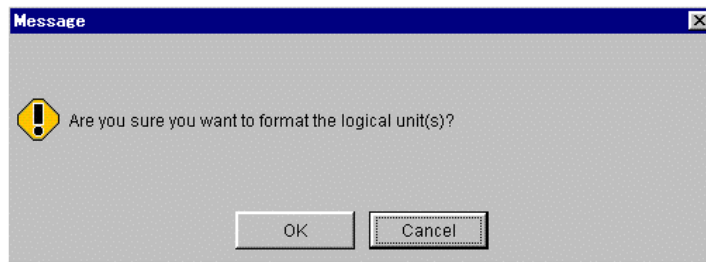 Message
Are you sure you want to format the logical unit(s)?
OK
Cancel